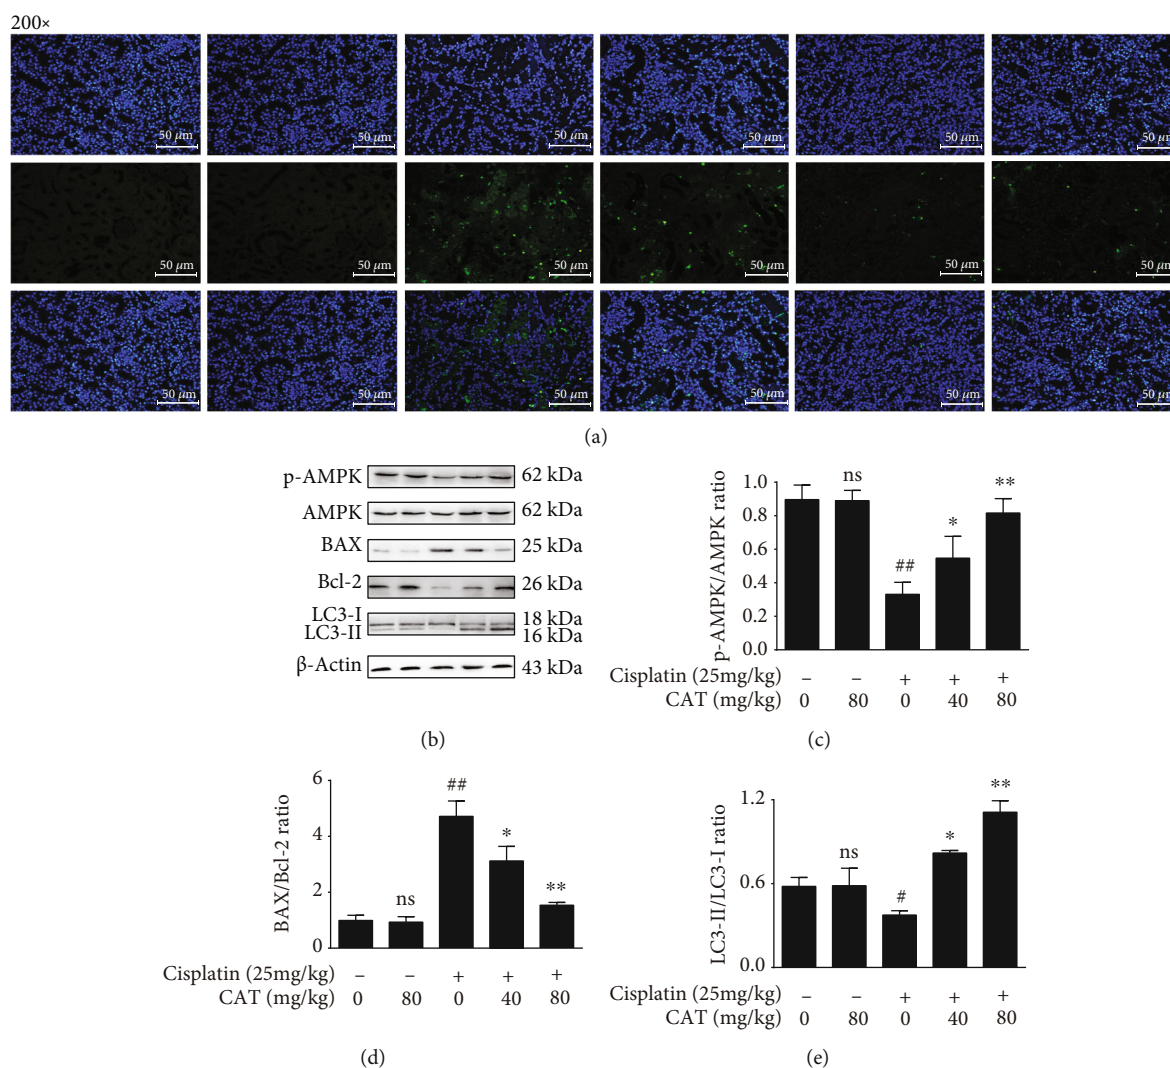 200×
50 μm 50 μm 50 μm 50 μm 50 μm 50 μm
50 μm 50 μm 50 μm 50 μm 50 μm 50 μm
50 μm 50 μm 50 μm 50 μm 50 μm 50 μm
(a)
p-AMPK 62 kDa
AMPK 62 kDa
BAX 25 kDa
Bcl-2 26 kDa
LC3-I 18 kDa
LC3-II 16 kDa
β-Actin 43 kDa
(b)
p-AMPK/AMPK ratio
1.0
0.8
0.6
0.4
0.2
0.0
ns
##
*
**
Cisplatin (25mg/kg) – – + + +
CAT (mg/kg) 0 80 0 40 80
(c)
BAX/Bcl-2 ratio
6
4
2
0
ns
##
*
**
Cisplatin (25mg/kg) – – + + +
CAT (mg/kg) 0 80 0 40 80
(d)
LC3-II/LC3-I ratio
1.2
0.6
0.0
ns
#
*
**
Cisplatin (25mg/kg) – – + + +
CAT (mg/kg) 0 80 0 40 80
(e)